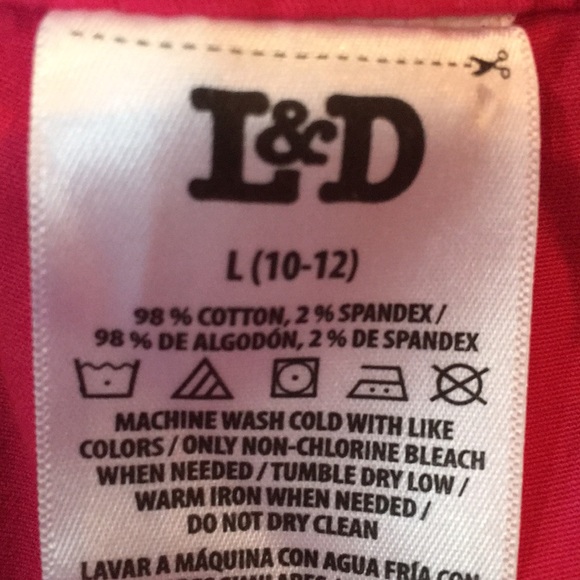 L&D
L (10-12)
98 % COTTON, 2 % SPANDEX /
98 % DE ALGODÓN, 2 % DE SPANDEX
MACHINE WASH COLD WITH LIKE
COLORS / ONLY NON-CHLORINE BLEACH
WHEN NEEDED / TUMBLE DRY LOW /
WARM IRON WHEN NEEDED /
DO NOT DRY CLEAN
LAVAR A MÁQUINA CON AGUA FRÍA CON